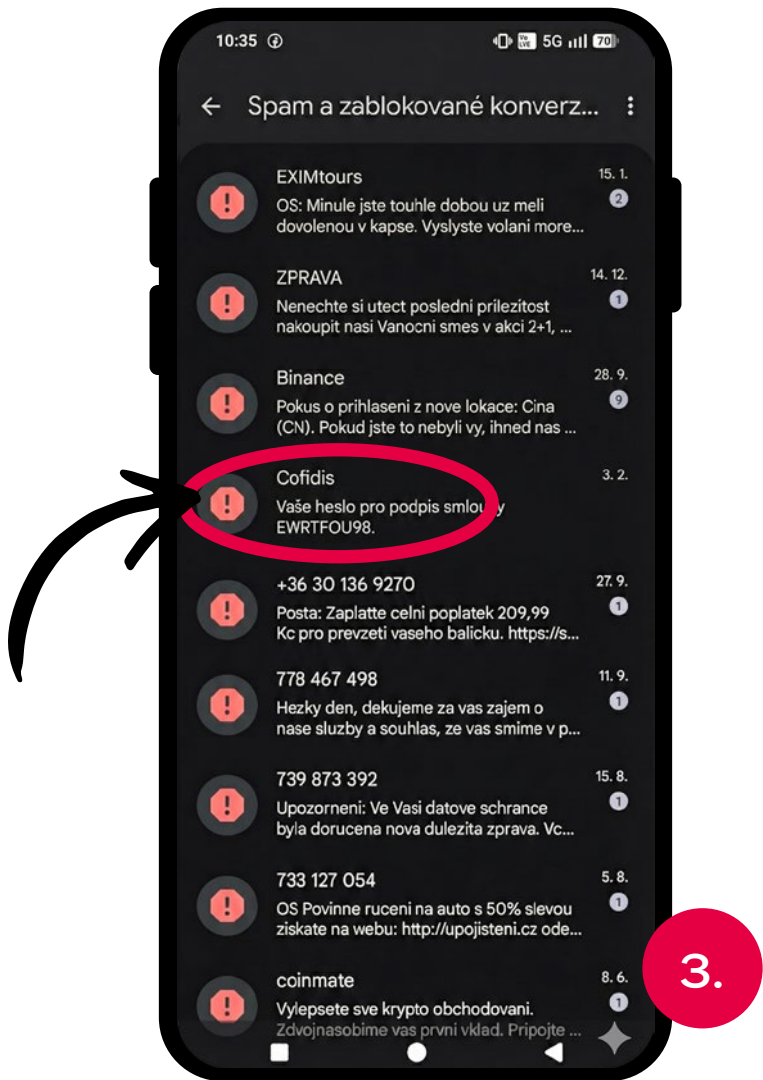 10:35
Vo LTE 5G 70
Spam a zablokované konverz...
EXIMtours 15. 1.
OS: Minule jste touhle dobou uz meli 2
dovolenou v kapse. Vyslyste volani more...
ZPRAVA 14. 12.
Nenechte si utect posledni prilezitost 1
nakoupit nasi Vanocni smes v akci 2+1, ...
Binance 28. 9.
Pokus o prihlaseni z nove lokace: Cina 9
(CN). Pokud jste to nebyli vy, ihned nas ...
Cofidis 3. 2.
Vaše heslo pro podpis smlouvy
EWRTFOU98.
+36 30 136 9270 27. 9.
Posta: Zaplatte celni poplatek 209,99 1
Kc pro prevzeti vaseho balicku. https://s...
778 467 498 11. 9.
Hezky den, dekujeme za vas zajem o 1
nase sluzby a souhlas, ze vas smime v p...
739 873 392 15. 8.
Upozorneni: Ve Vasi datove schrance 1
byla dorucena nova dulezita zprava. Vc...
733 127 054 5. 8.
OS Povinne ruceni na auto s 50% slevou 1
ziskate na webu: http://upojisteni.cz ode...
coinmate 8. 6.
Vylepsete sve krypto obchodovani. 1
Zdvojnasobime vas prvni vklad. Pripojte ...
3.